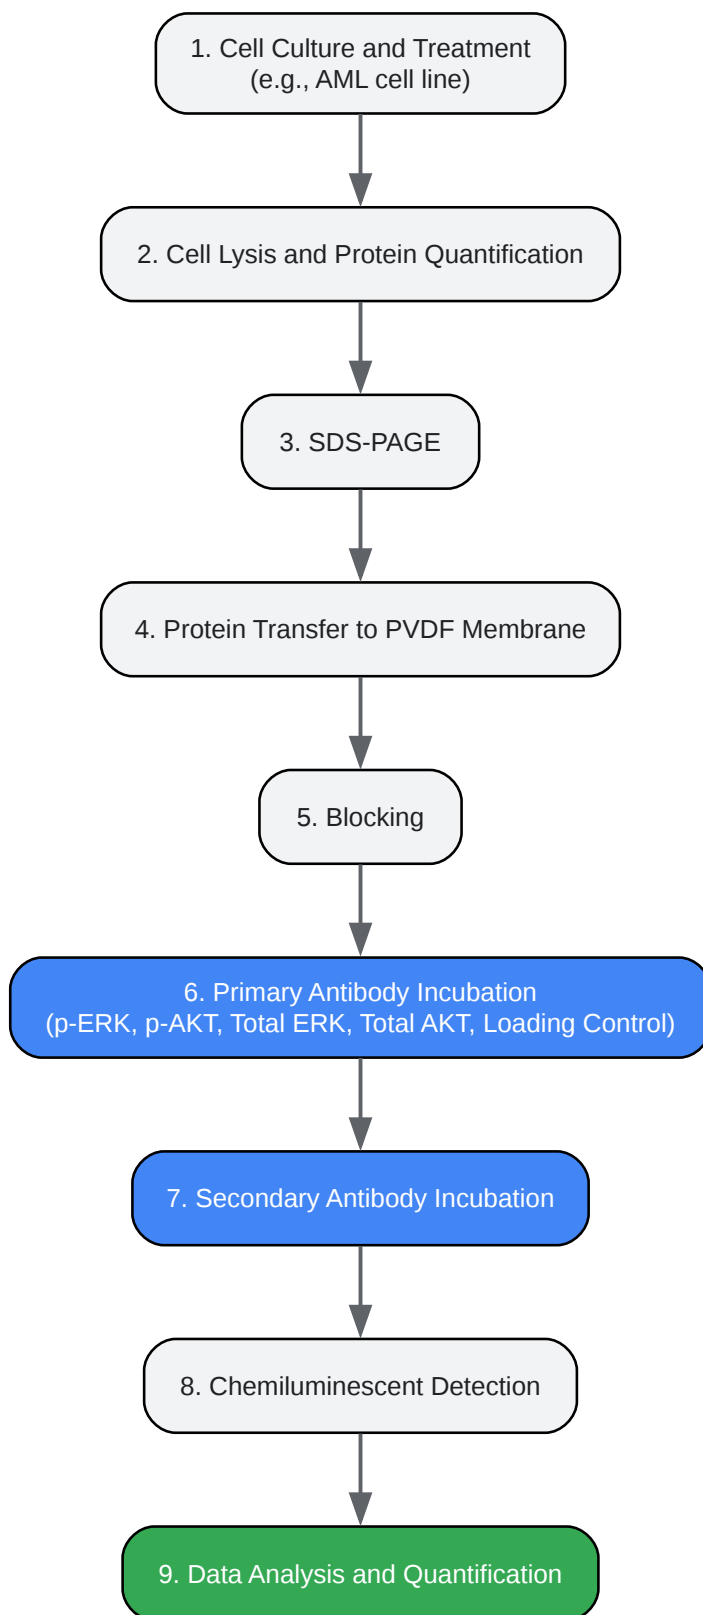 1. Cell Culture and Treatment
(e.g., AML cell line)
2. Cell Lysis and Protein Quantification
3. SDS-PAGE
4. Protein Transfer to PVDF Membrane
5. Blocking
6. Primary Antibody Incubation
(p-ERK, p-AKT, Total ERK, Total AKT, Loading Control)
7. Secondary Antibody Incubation
8. Chemiluminescent Detection
9. Data Analysis and Quantification